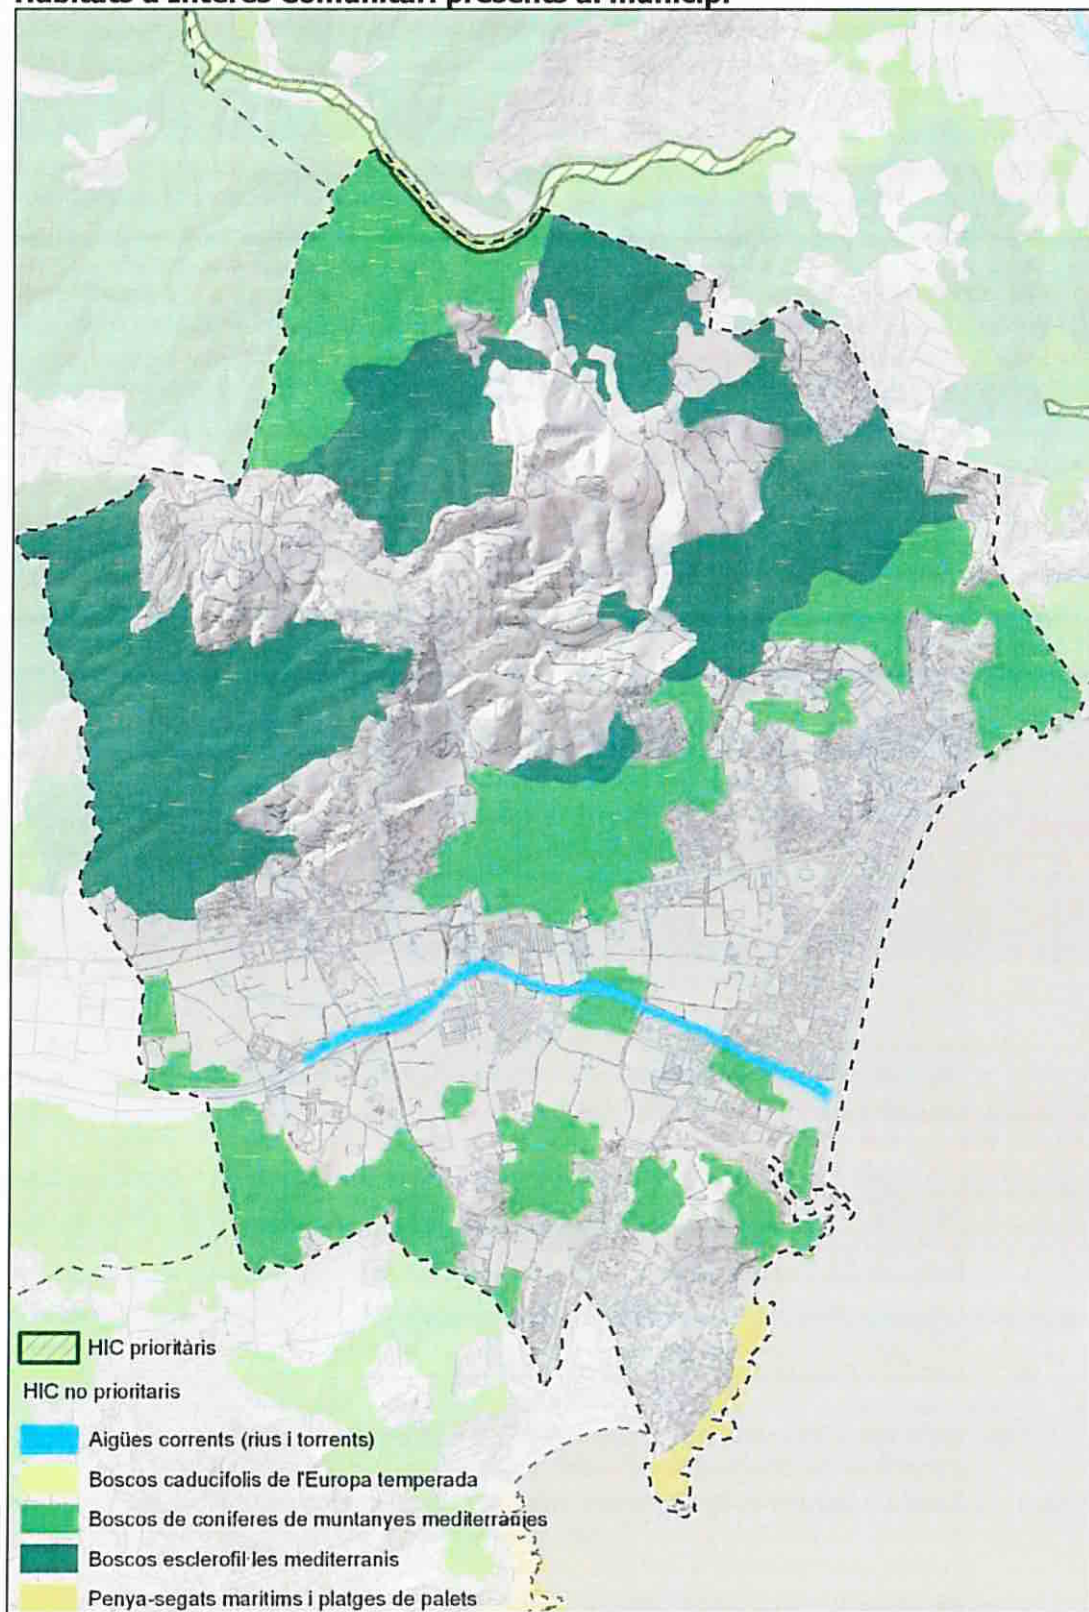 HIC prioritàris
HIC no prioritaris
Aigües corrents (rius i torrents)
Boscos caducifolis de l'Europa temperada
Boscos de coníferes de muntanyes mediterrànies
Boscos esclerofil·les mediterranis
Penya-segats marítims i platges de palets